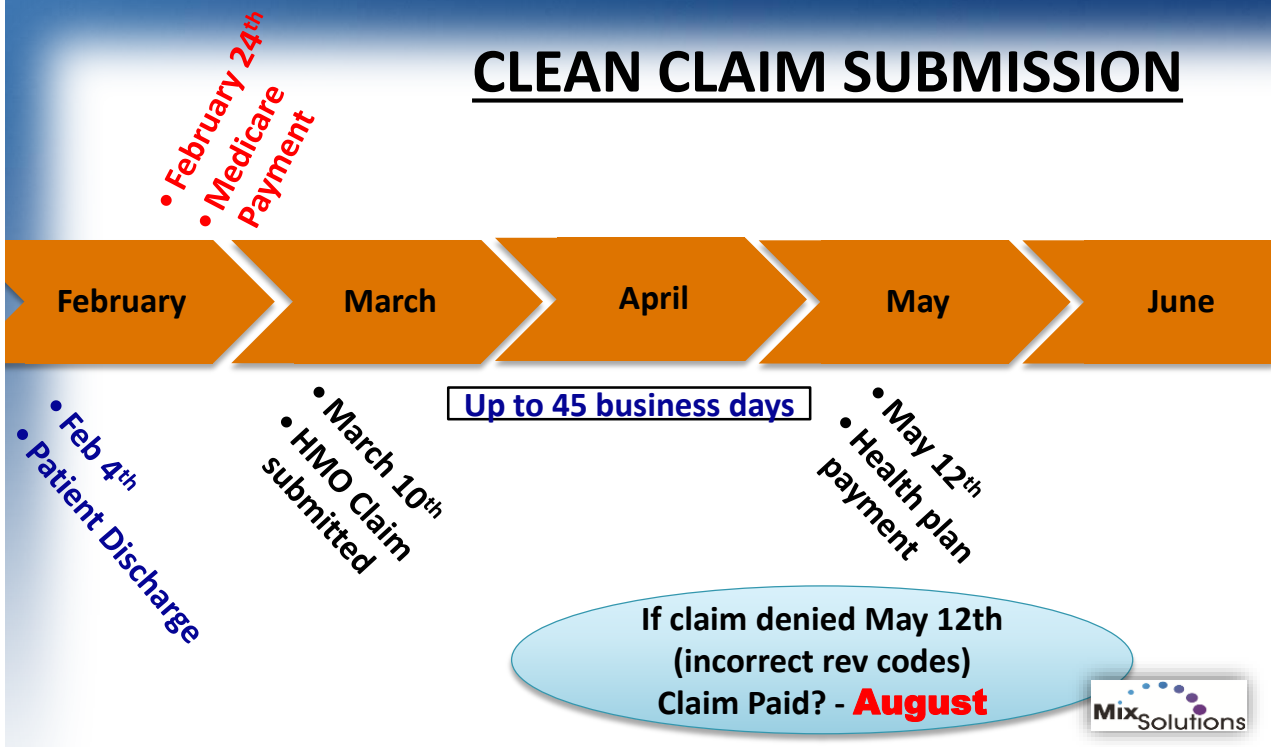 CLEAN CLAIM SUBMISSION
• February 24th
• Medicare
Payment
February
March
April
May
June
• Feb 4th
• Patient Discharge
• March 10th
• HMO Claim
submitted
Up to 45 business days
• May 12th
• Health plan
payment
If claim denied May 12th
(incorrect rev codes)
Claim Paid? - August
MixSolutions